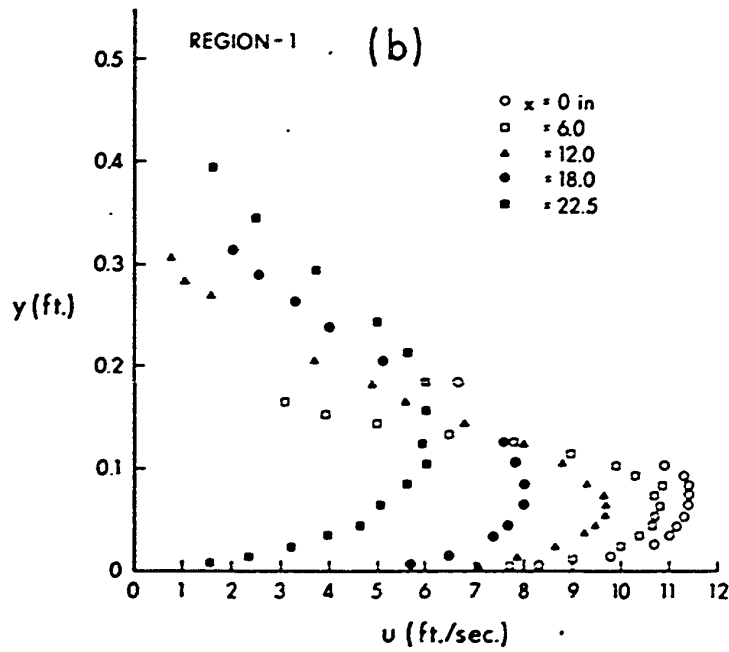 REGION-1
(b)
0.5
0.4
0.3
0.2
0.1
0
y (ft.)
○ x = 0 in
□ = 6.0
▲ = 12.0
● = 18.0
■ = 22.5
0 1 2 3 4 5 6 7 8 9 10 11 12
u (ft./sec.)